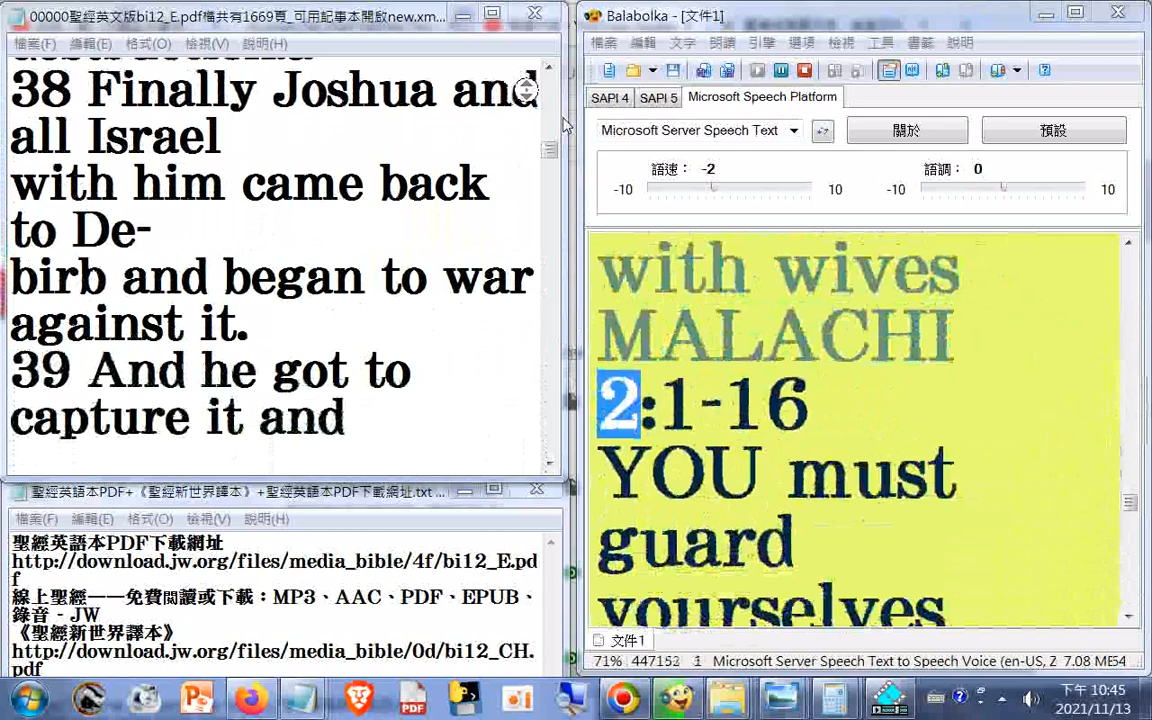 00000聖經英文版bi12_E.pdf檔共有1669頁_可用記事本開啟new.xm...
檔案(F) 編輯(E) 格式(O) 檢視(V) 說明(H)
38 Finally Joshua and
all Israel
with him came back
to De-
birb and began to war
against it.
39 And he got to
capture it and
聖經英語本PDF+《聖經新世界譯本》+聖經英語本PDF下載網址.txt ...
檔案(F) 編輯(E) 格式(O) 檢視(V) 說明(H)
聖經英語本PDF下載網址
http://download.jw.org/files/media_bible/4f/bi12_E.pd
f
線上聖經——免費閱讀或下載：MP3、AAC、PDF、EPUB、
錄音 - JW
《聖經新世界譯本》
http://download.jw.org/files/media_bible/0d/bi12_CH.
pdf
Balabolka - [文件1]
檔案 編輯 文字 朗讀 引擎 選項 檢視 工具 書籤 說明
SAPI 4 SAPI 5 Microsoft Speech Platform
Microsoft Server Speech Text 關於 預設
語速： -2 語調： 0
-10 10 -10 10
with wives
MALACHI
2:1-16
YOU must
guard
yourselves
文件1
71% 447152 1 Microsoft Server Speech Text to Speech Voice (en-US, Z 7.08 ME54
下午 10:45
2021/11/13